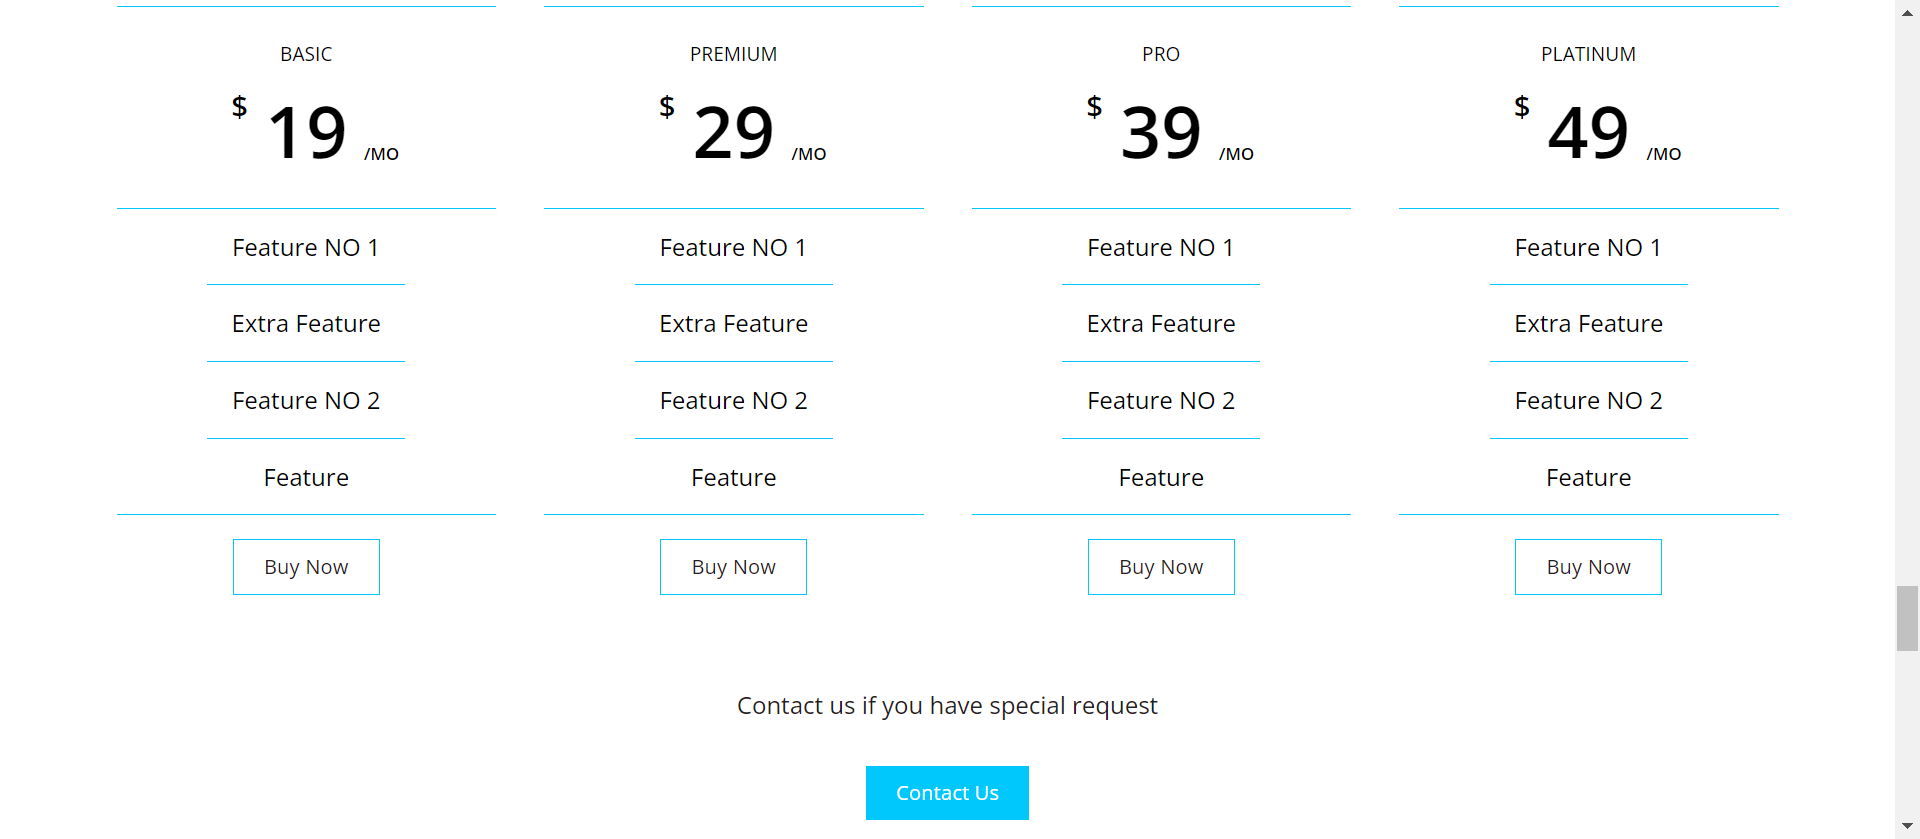 BASIC
$ 19 /MO
Feature NO 1
Extra Feature
Feature NO 2
Feature
Buy Now
PREMIUM
$ 29 /MO
Feature NO 1
Extra Feature
Feature NO 2
Feature
Buy Now
PRO
$ 39 /MO
Feature NO 1
Extra Feature
Feature NO 2
Feature
Buy Now
PLATINUM
$ 49 /MO
Feature NO 1
Extra Feature
Feature NO 2
Feature
Buy Now
Contact us if you have special request
Contact Us